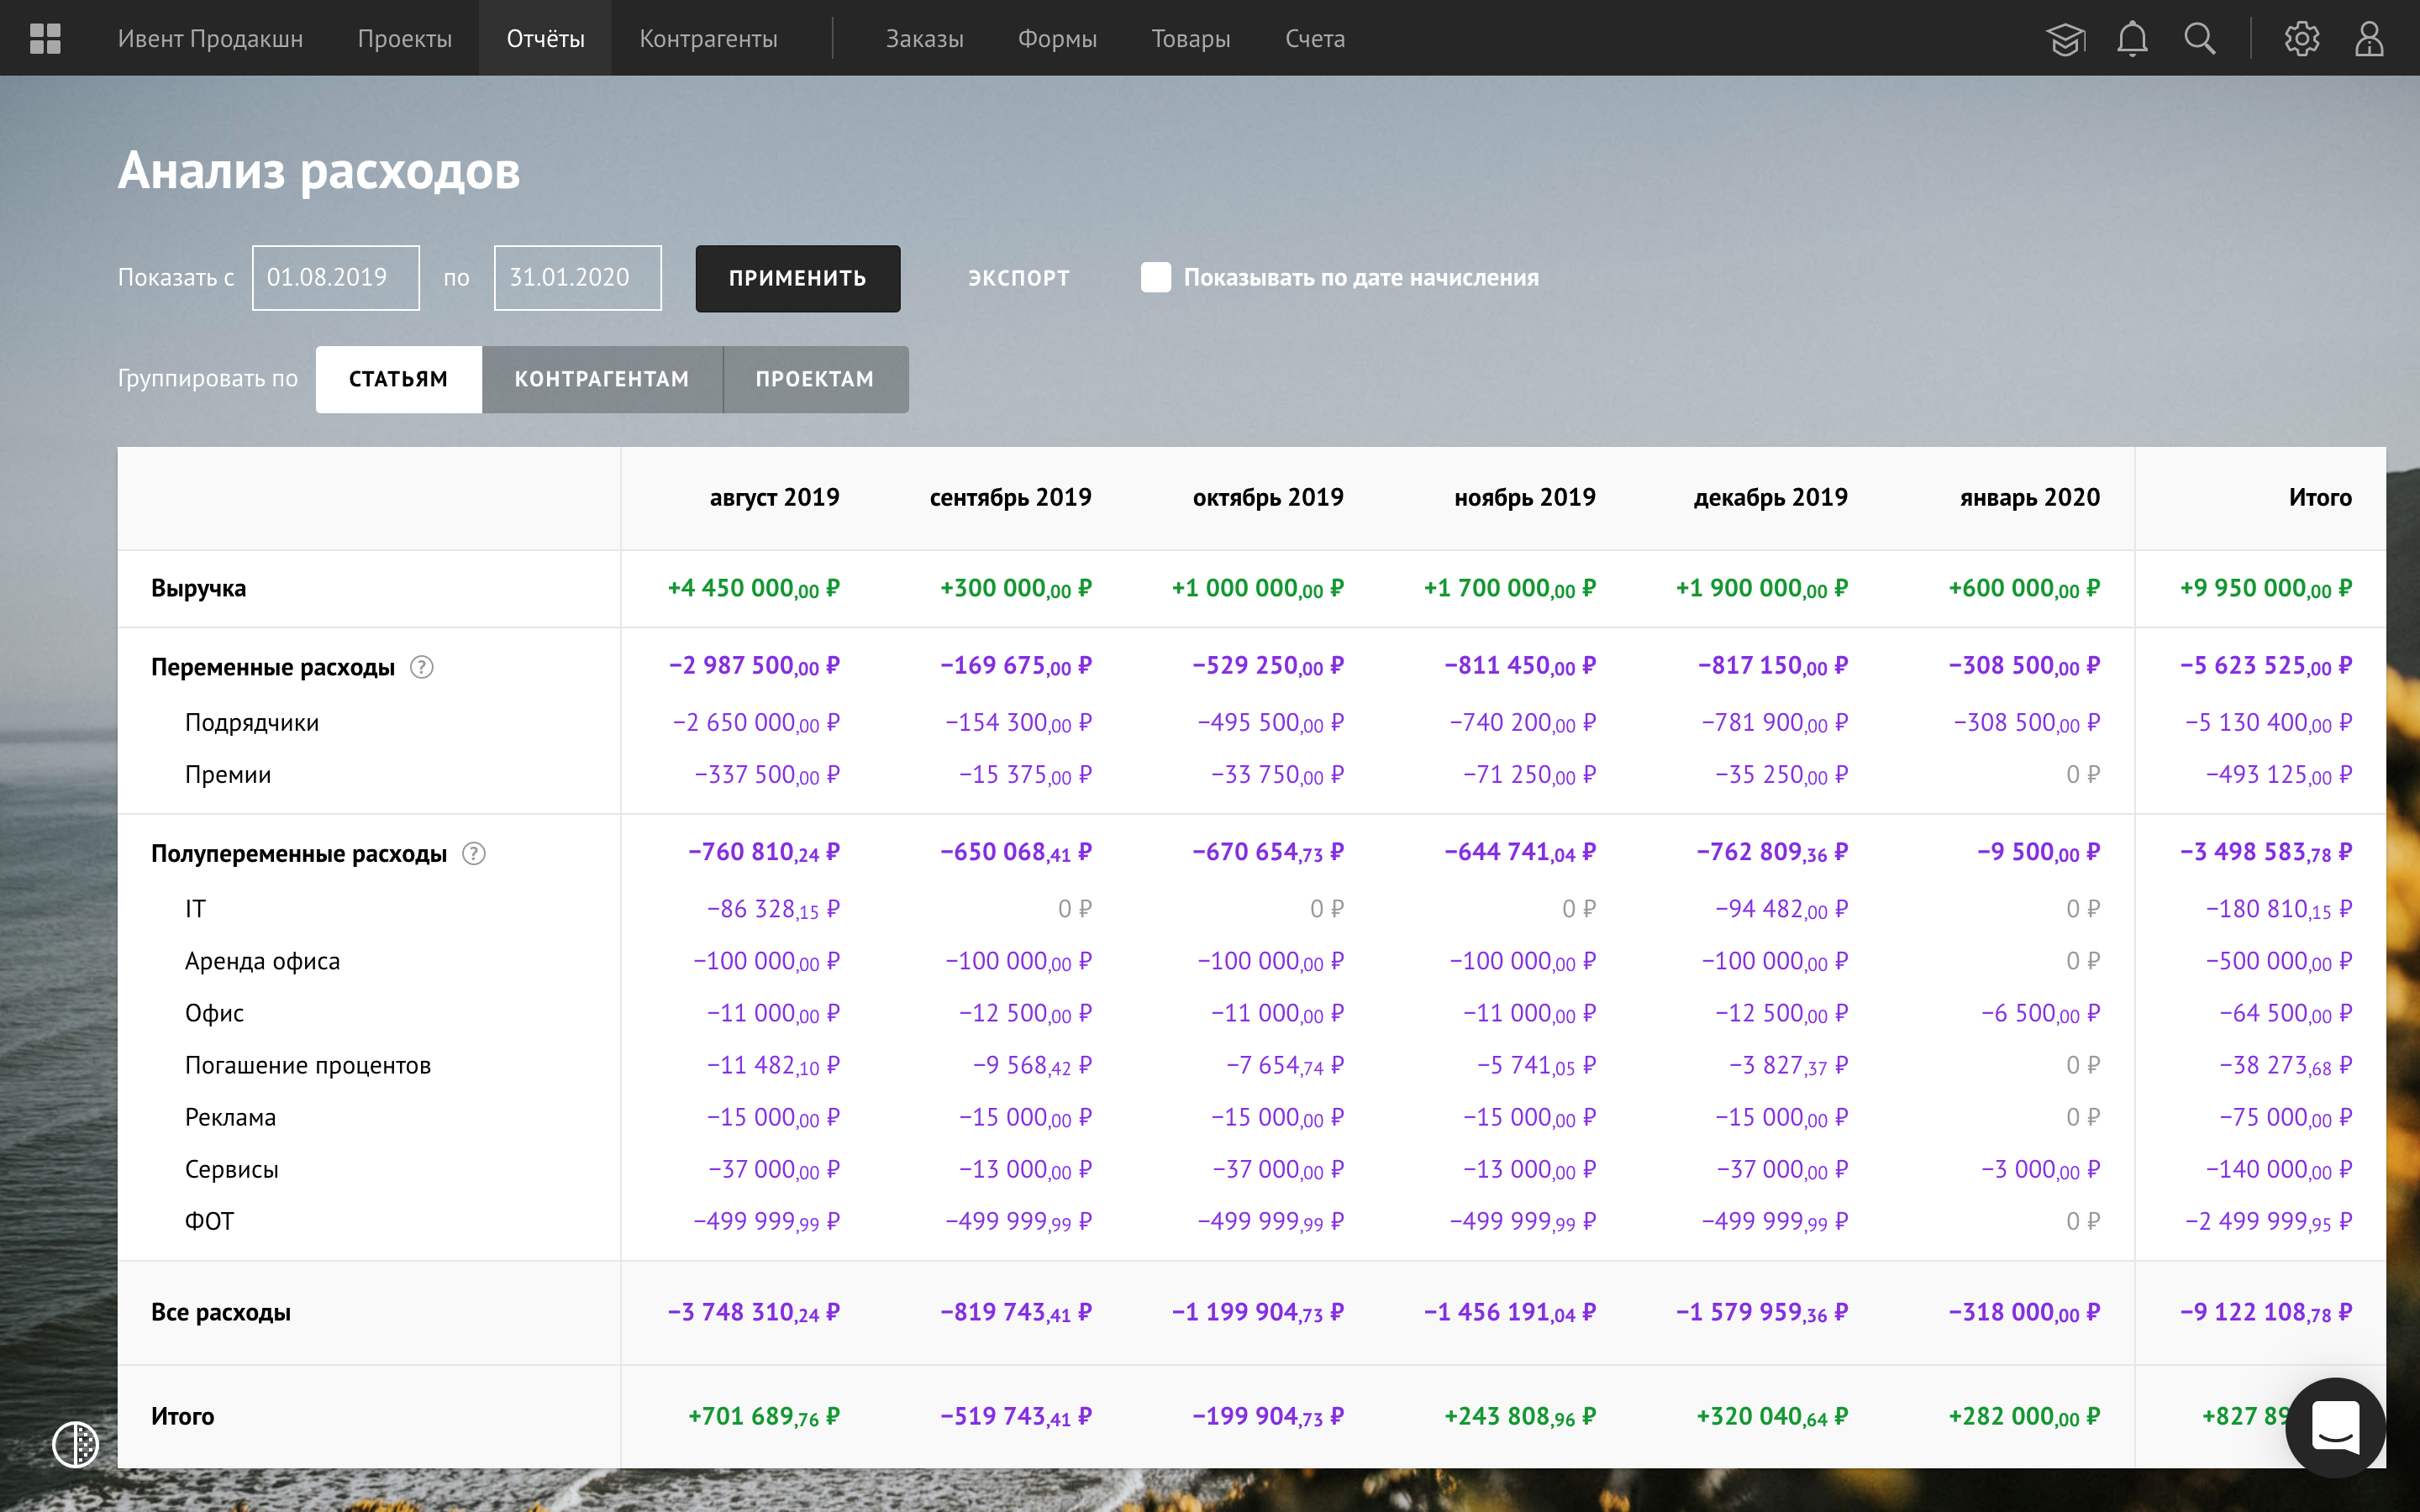 Ивент Продакшн Проекты Отчёты Контрагенты Заказы Формы Товары Счета
Анализ расходов
Показать с 01.08.2019 по 31.01.2020 ПРИМЕНИТЬ ЭКСПОРТ Показывать по дате начисления
Группировать по СТАТЬЯМ КОНТРАГЕНТАМ ПРОЕКТАМ
август 2019 сентябрь 2019 октябрь 2019 ноябрь 2019 декабрь 2019 январь 2020 Итого
Выручка +4 450 000,00 ₽ +300 000,00 ₽ +1 000 000,00 ₽ +1 700 000,00 ₽ +1 900 000,00 ₽ +600 000,00 ₽ +9 950 000,00 ₽
Переменные расходы ? −2 987 500,00 ₽ −169 675,00 ₽ −529 250,00 ₽ −811 450,00 ₽ −817 150,00 ₽ −308 500,00 ₽ −5 623 525,00 ₽
Подрядчики −2 650 000,00 ₽ −154 300,00 ₽ −495 500,00 ₽ −740 200,00 ₽ −781 900,00 ₽ −308 500,00 ₽ −5 130 400,00 ₽
Премии −337 500,00 ₽ −15 375,00 ₽ −33 750,00 ₽ −71 250,00 ₽ −35 250,00 ₽ 0 ₽ −493 125,00 ₽
Полупеременные расходы ? −760 810,24 ₽ −650 068,41 ₽ −670 654,73 ₽ −644 741,04 ₽ −762 809,36 ₽ −9 500,00 ₽ −3 498 583,78 ₽
IT −86 328,15 ₽ 0 ₽ 0 ₽ 0 ₽ −94 482,00 ₽ 0 ₽ −180 810,15 ₽
Аренда офиса −100 000,00 ₽ −100 000,00 ₽ −100 000,00 ₽ −100 000,00 ₽ −100 000,00 ₽ 0 ₽ −500 000,00 ₽
Офис −11 000,00 ₽ −12 500,00 ₽ −11 000,00 ₽ −11 000,00 ₽ −12 500,00 ₽ −6 500,00 ₽ −64 500,00 ₽
Погашение процентов −11 482,10 ₽ −9 568,42 ₽ −7 654,74 ₽ −5 741,05 ₽ −3 827,37 ₽ 0 ₽ −38 273,68 ₽
Реклама −15 000,00 ₽ −15 000,00 ₽ −15 000,00 ₽ −15 000,00 ₽ −15 000,00 ₽ 0 ₽ −75 000,00 ₽
Сервисы −37 000,00 ₽ −13 000,00 ₽ −37 000,00 ₽ −13 000,00 ₽ −37 000,00 ₽ −3 000,00 ₽ −140 000,00 ₽
ФОТ −499 999,99 ₽ −499 999,99 ₽ −499 999,99 ₽ −499 999,99 ₽ −499 999,99 ₽ 0 ₽ −2 499 999,95 ₽
Все расходы −3 748 310,24 ₽ −819 743,41 ₽ −1 199 904,73 ₽ −1 456 191,04 ₽ −1 579 959,36 ₽ −318 000,00 ₽ −9 122 108,78 ₽
Итого +701 689,76 ₽ −519 743,41 ₽ −199 904,73 ₽ +243 808,96 ₽ +320 040,64 ₽ +282 000,00 ₽ +827 89